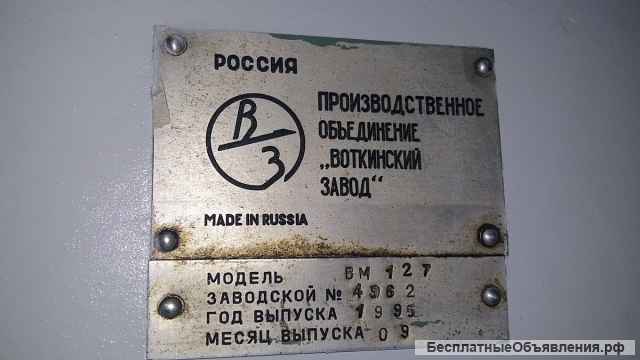 РОССИЯ
В/З
ПРОИЗВОДСТВЕННОЕ
ОБЪЕДИНЕНИЕ
„ВОТКИНСКИЙ
ЗАВОД“
MADE IN RUSSIA
МОДЕЛЬ ВМ 127
ЗАВОДСКОЙ № 4962
ГОД ВЫПУСКА 1995
МЕСЯЦ ВЫПУСКА 09
БесплатныеОбъявления.рф